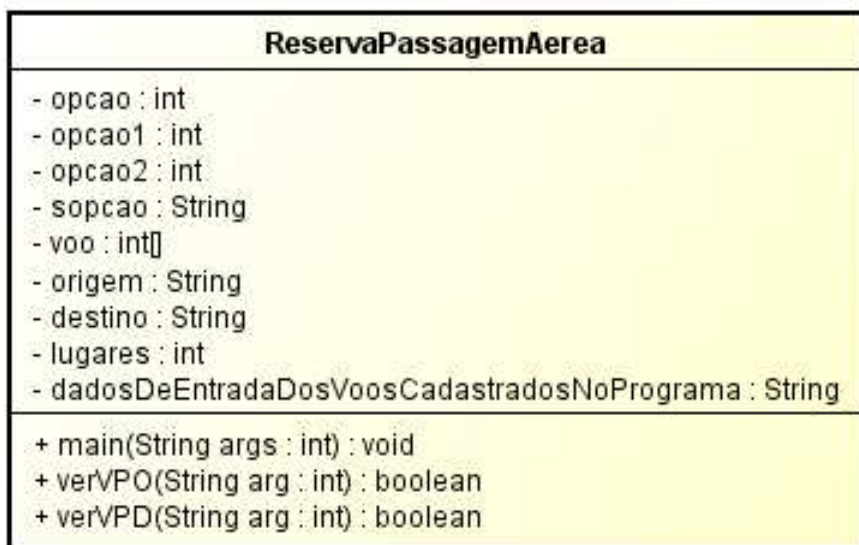 ReservaPassagemAerea
- opcao : int
- opcao1 : int
- opcao2 : int
- sopcao : String
- voo : int[]
- origem : String
- destino : String
- lugares : int
- dadosDeEntradaDosVoosCadastradosNoPrograma : String
+ main(String args : int) : void
+ verVPO(String arg : int) : boolean
+ verVPD(String arg : int) : boolean